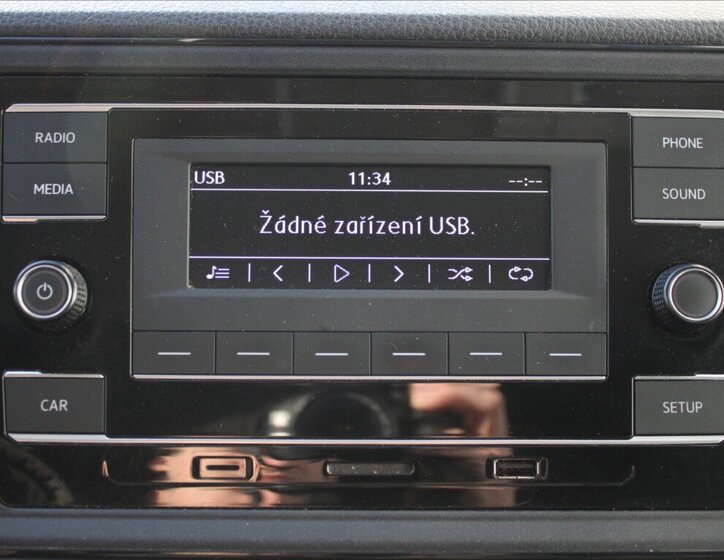 RADIO
PHONE
MEDIA
SOUND
USB 11:34 --:--
Žádné zařízení USB.
CAR
SETUP